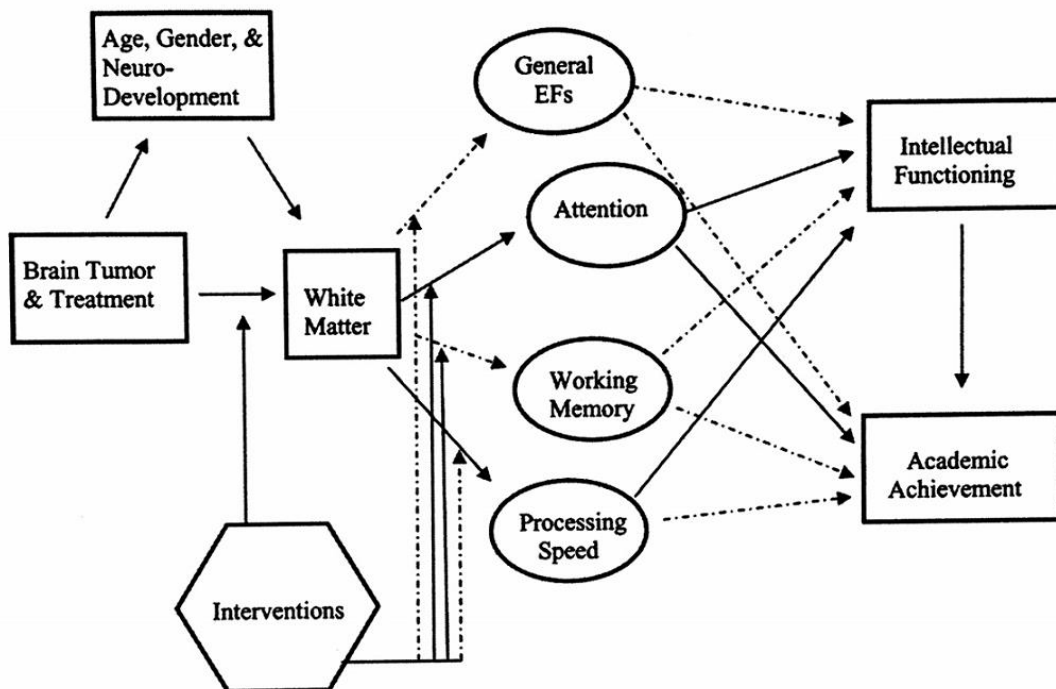 Age, Gender, &
Neuro-
Development
General
EFs
Intellectual
Functioning
Attention
Brain Tumor
& Treatment
White
Matter
Working
Memory
Academic
Achievement
Processing
Speed
Interventions